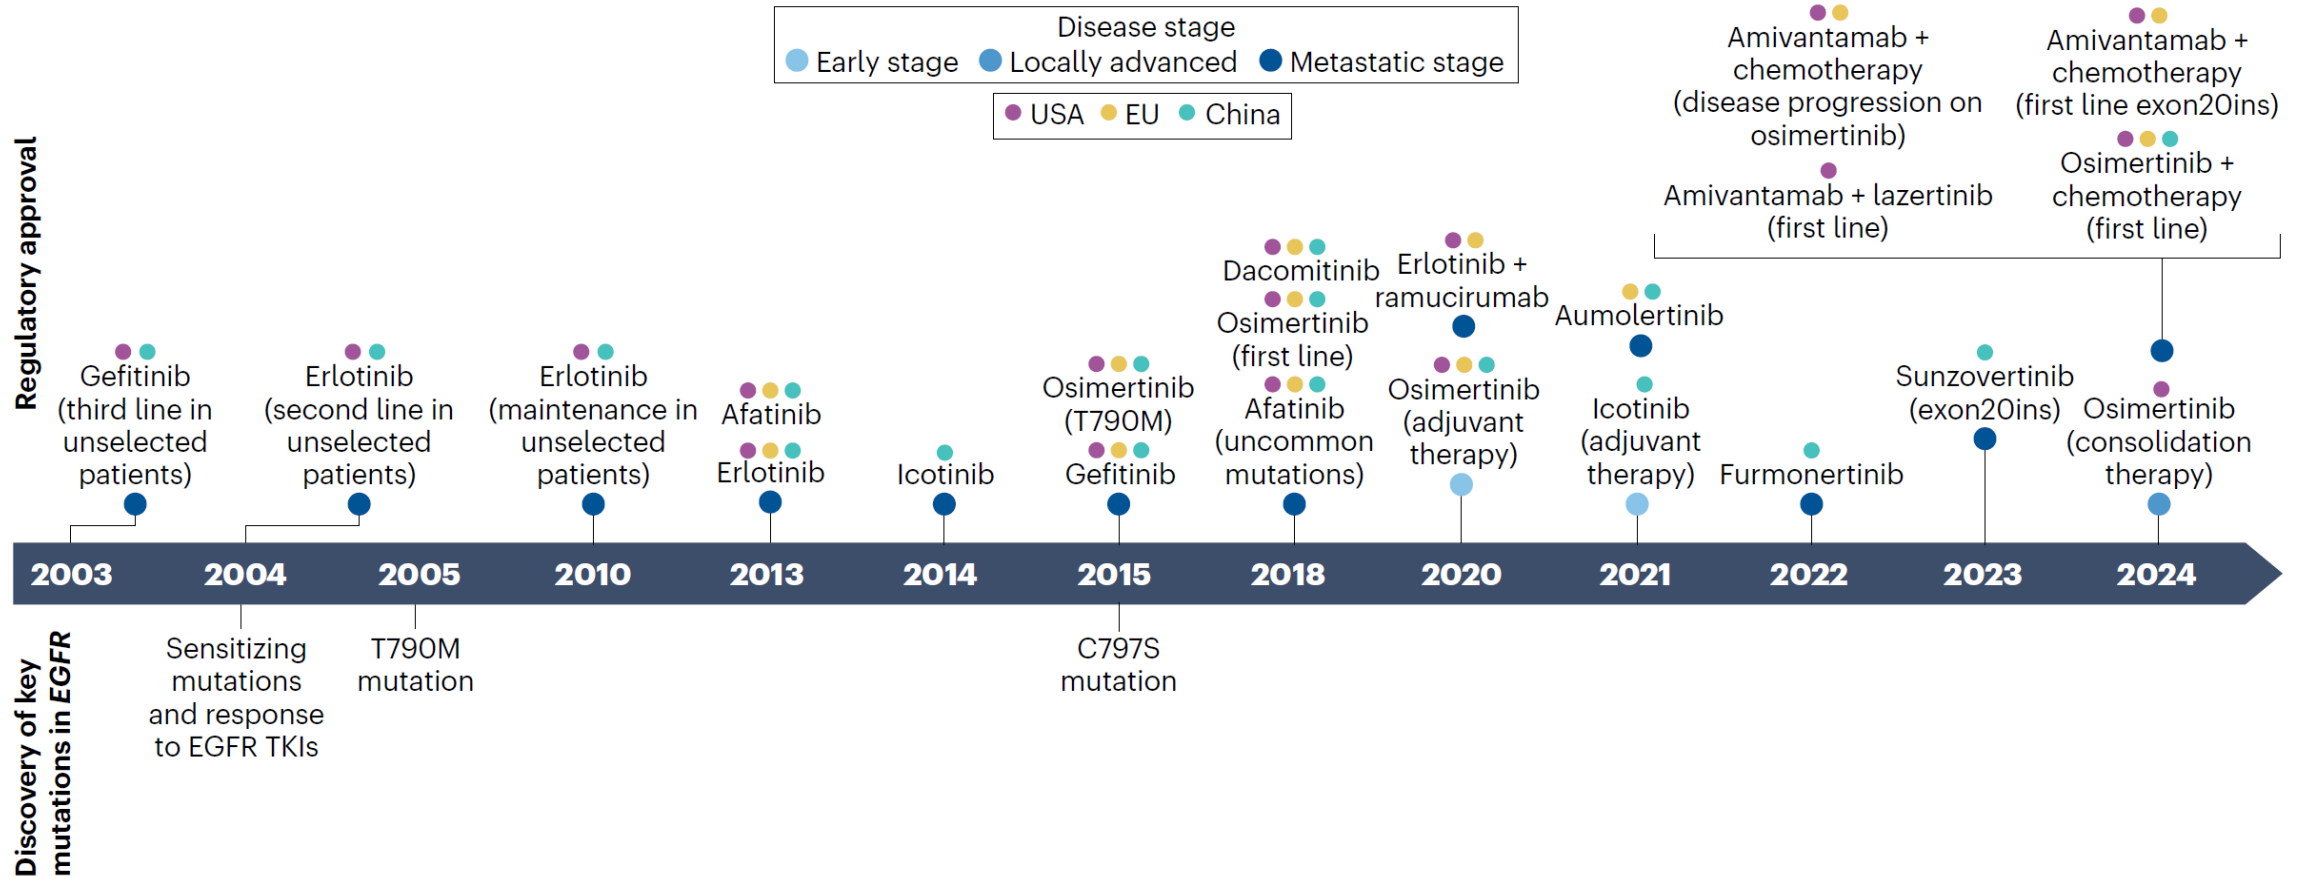 Disease stage
Early stage
Locally advanced
Metastatic stage
USA
EU
China
Regulatory approval
Gefitinib
(third line in
unselected
patients)
Erlotinib
(second line in
unselected
patients)
Erlotinib
(maintenance in
unselected
patients)
Afatinib
Erlotinib
Icotinib
Osimertinib
(T790M)
Gefitinib
Dacomitinib
Osimertinib
(first line)
Afatinib
(uncommon
mutations)
Erlotinib +
ramucirumab
Osimertinib
(adjuvant
therapy)
Aumolertinib
Icotinib
(adjuvant
therapy)
Furmonertinib
Sunzovertinib
(exon20ins)
Amivantamab +
chemotherapy
(disease progression on
osimertinib)
Amivantamab + lazertinib
(first line)
Amivantamab +
chemotherapy
(first line exon20ins)
Osimertinib +
chemotherapy
(first line)
Osimertinib
(consolidation
therapy)
2003
2004
2005
2010
2013
2014
2015
2018
2020
2021
2022
2023
2024
Discovery of key
mutations in EGFR
Sensitizing
mutations
and response
to EGFR TKIs
T790M
mutation
C797S
mutation